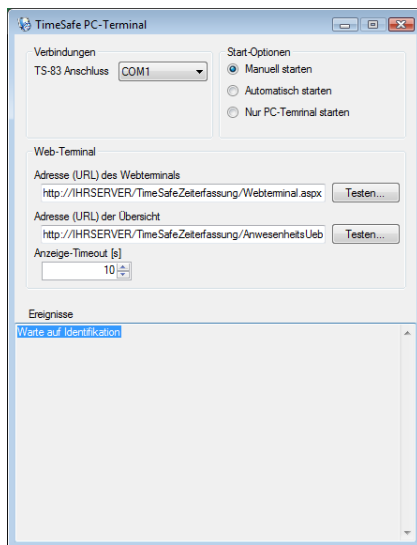 TimeSafe PC-Terminal
Verbindungen
TS-83 Anschluss COM1
Start-Optionen
Manuell starten
Automatisch starten
Nur PC-Temrinal starten
Web-Terminal
Adresse (URL) des Webterminals
http://IHRSERVER/TimeSafeZeiterfassung/Webterminal.aspx Testen...
Adresse (URL) der Übersicht
http://IHRSERVER/TimeSafeZeiterfassung/AnwesenheitsUeb Testen...
Anzeige-Timeout [s]
10
Ereignisse
Warte auf Identifikation